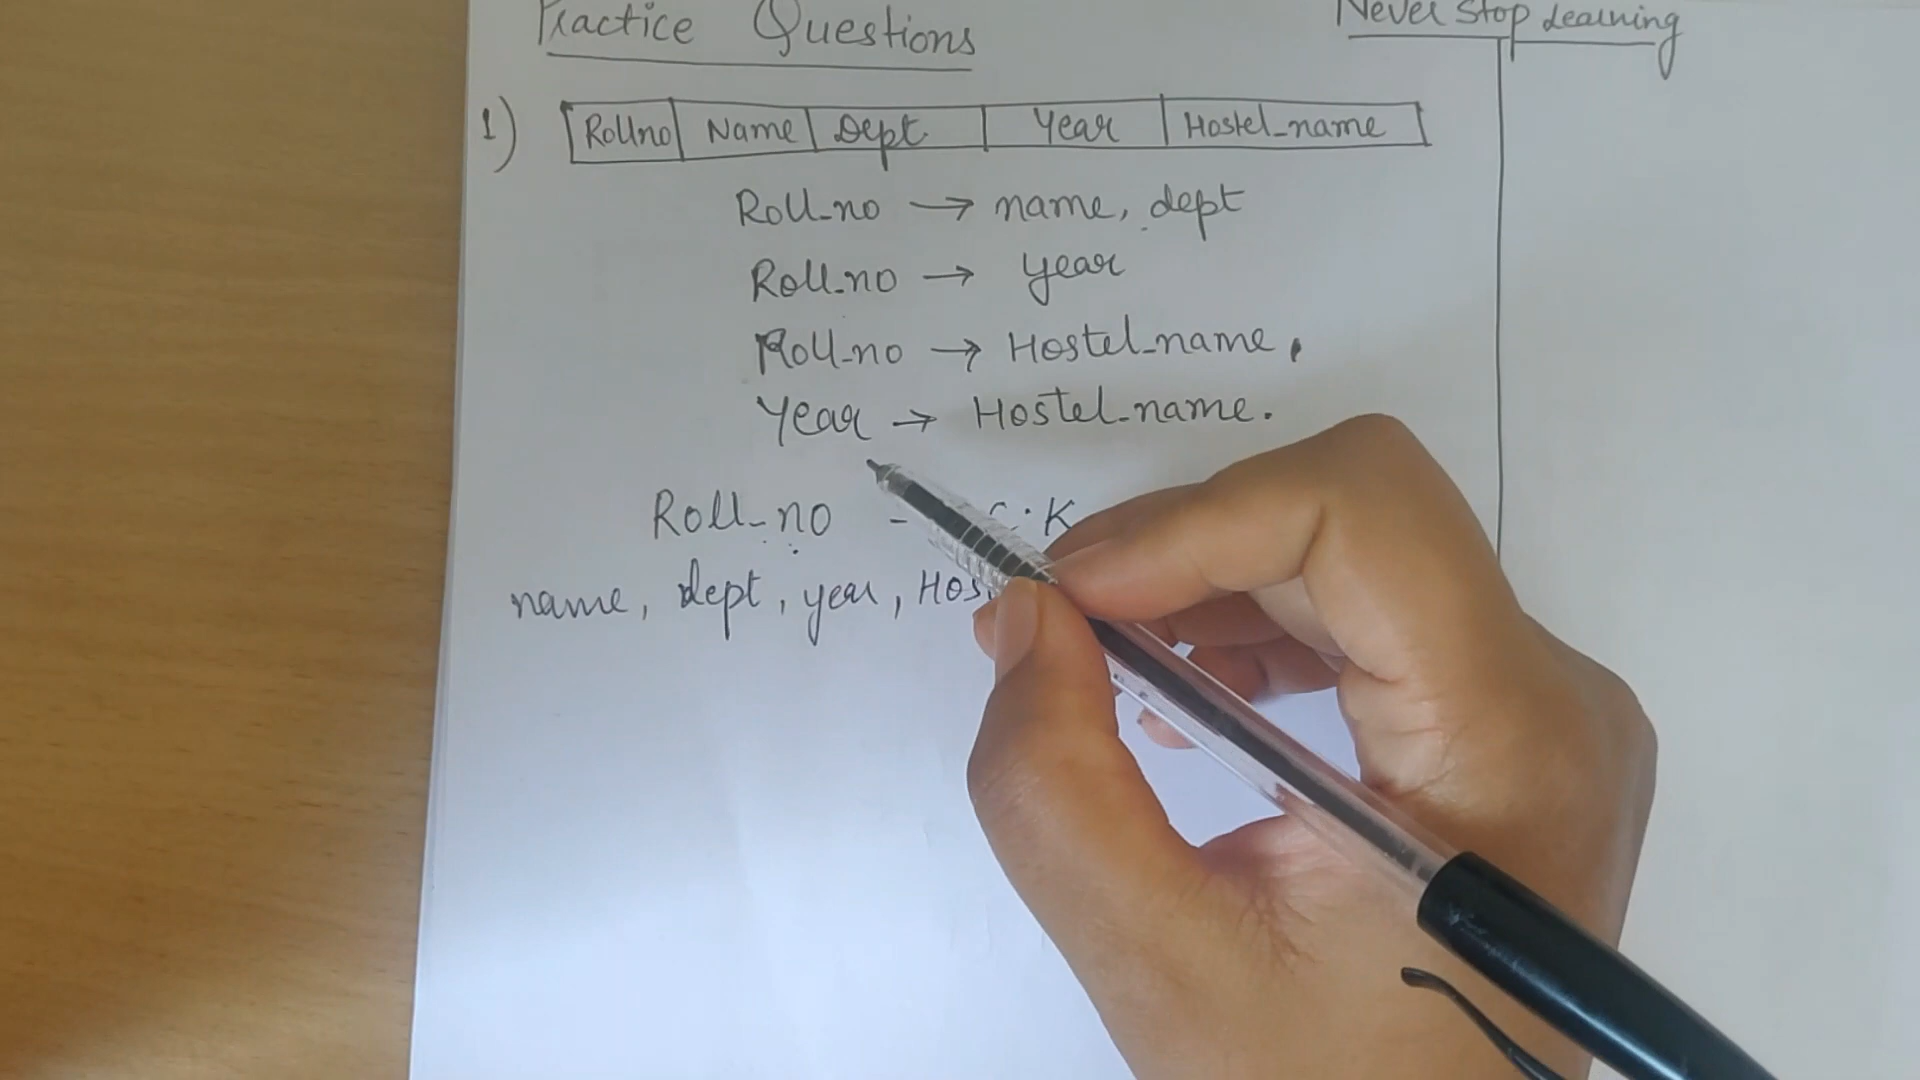 Practice Questions
Never Stop Learning
1) Rollno Name Dept Year Hostel_name
Roll_no → name, dept
Roll_no → year
Roll_no → Hostel_name.
Year → Hostel_name.
Roll_no - C.K
name, dept, year, Hos